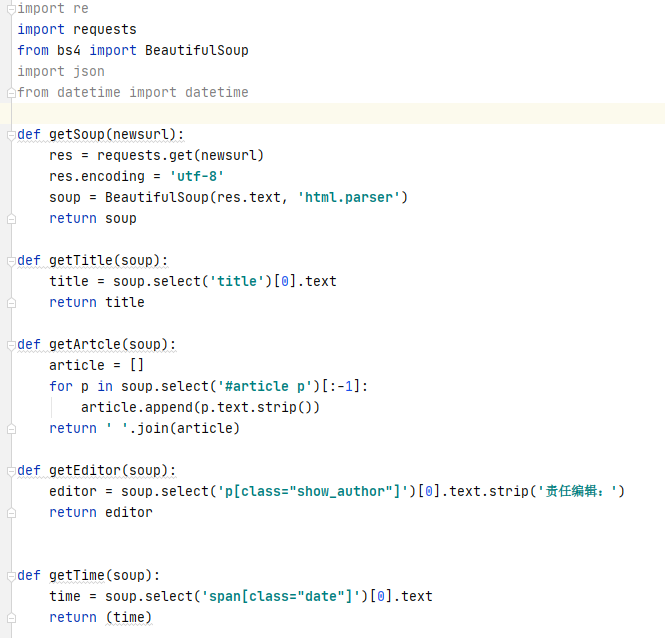 import re
import requests
from bs4 import BeautifulSoup
import json
from datetime import datetime

def getSoup(newsurl):
    res = requests.get(newsurl)
    res.encoding = 'utf-8'
    soup = BeautifulSoup(res.text, 'html.parser')
    return soup

def getTitle(soup):
    title = soup.select('title')[0].text
    return title

def getArtcle(soup):
    article = []
    for p in soup.select('#article p')[:-1]:
        article.append(p.text.strip())
    return ' '.join(article)

def getEditor(soup):
    editor = soup.select('p[class="show_author"]')[0].text.strip('责任编辑：')
    return editor


def getTime(soup):
    time = soup.select('span[class="date"]')[0].text
    return (time)